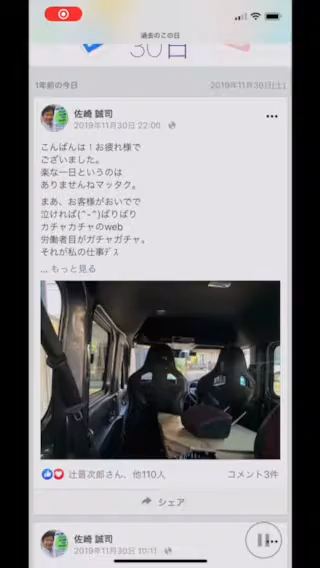 過去のこの日
30日
1年前の今日
2019年11月30日(土)
佐崎 誠司
2019年11月30日 22:00
こんばんは！お疲れ様で
ございました。
楽な一日というのは
ありませんねマッタク。
まあ、お客様がおいでで
泣ければ(^-^)ばりばり
カチャカチャのweb
労働者目がガチャガチャ。
それが私の仕事ﾃﾞｽ
... もっと見る
辻晋次郎さん、他110人
コメント3件
シェア
佐崎 誠司
2019年11月30日 10:11